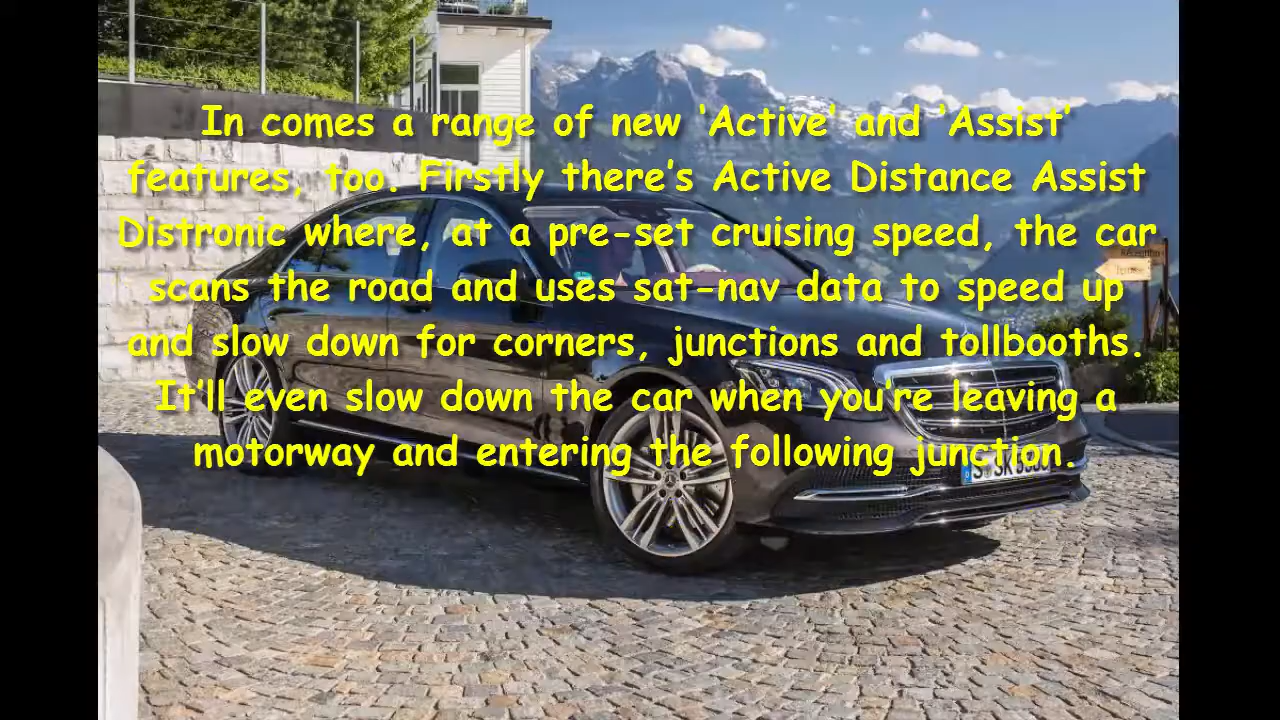 In comes a range of new ‘Active’ and ‘Assist’
features, too. Firstly there’s Active Distance Assist
Distronic where, at a pre-set cruising speed, the car
scans the road and uses sat-nav data to speed up
and slow down for corners, junctions and tollbooths.
It’ll even slow down the car when you’re leaving a
motorway and entering the following junction.